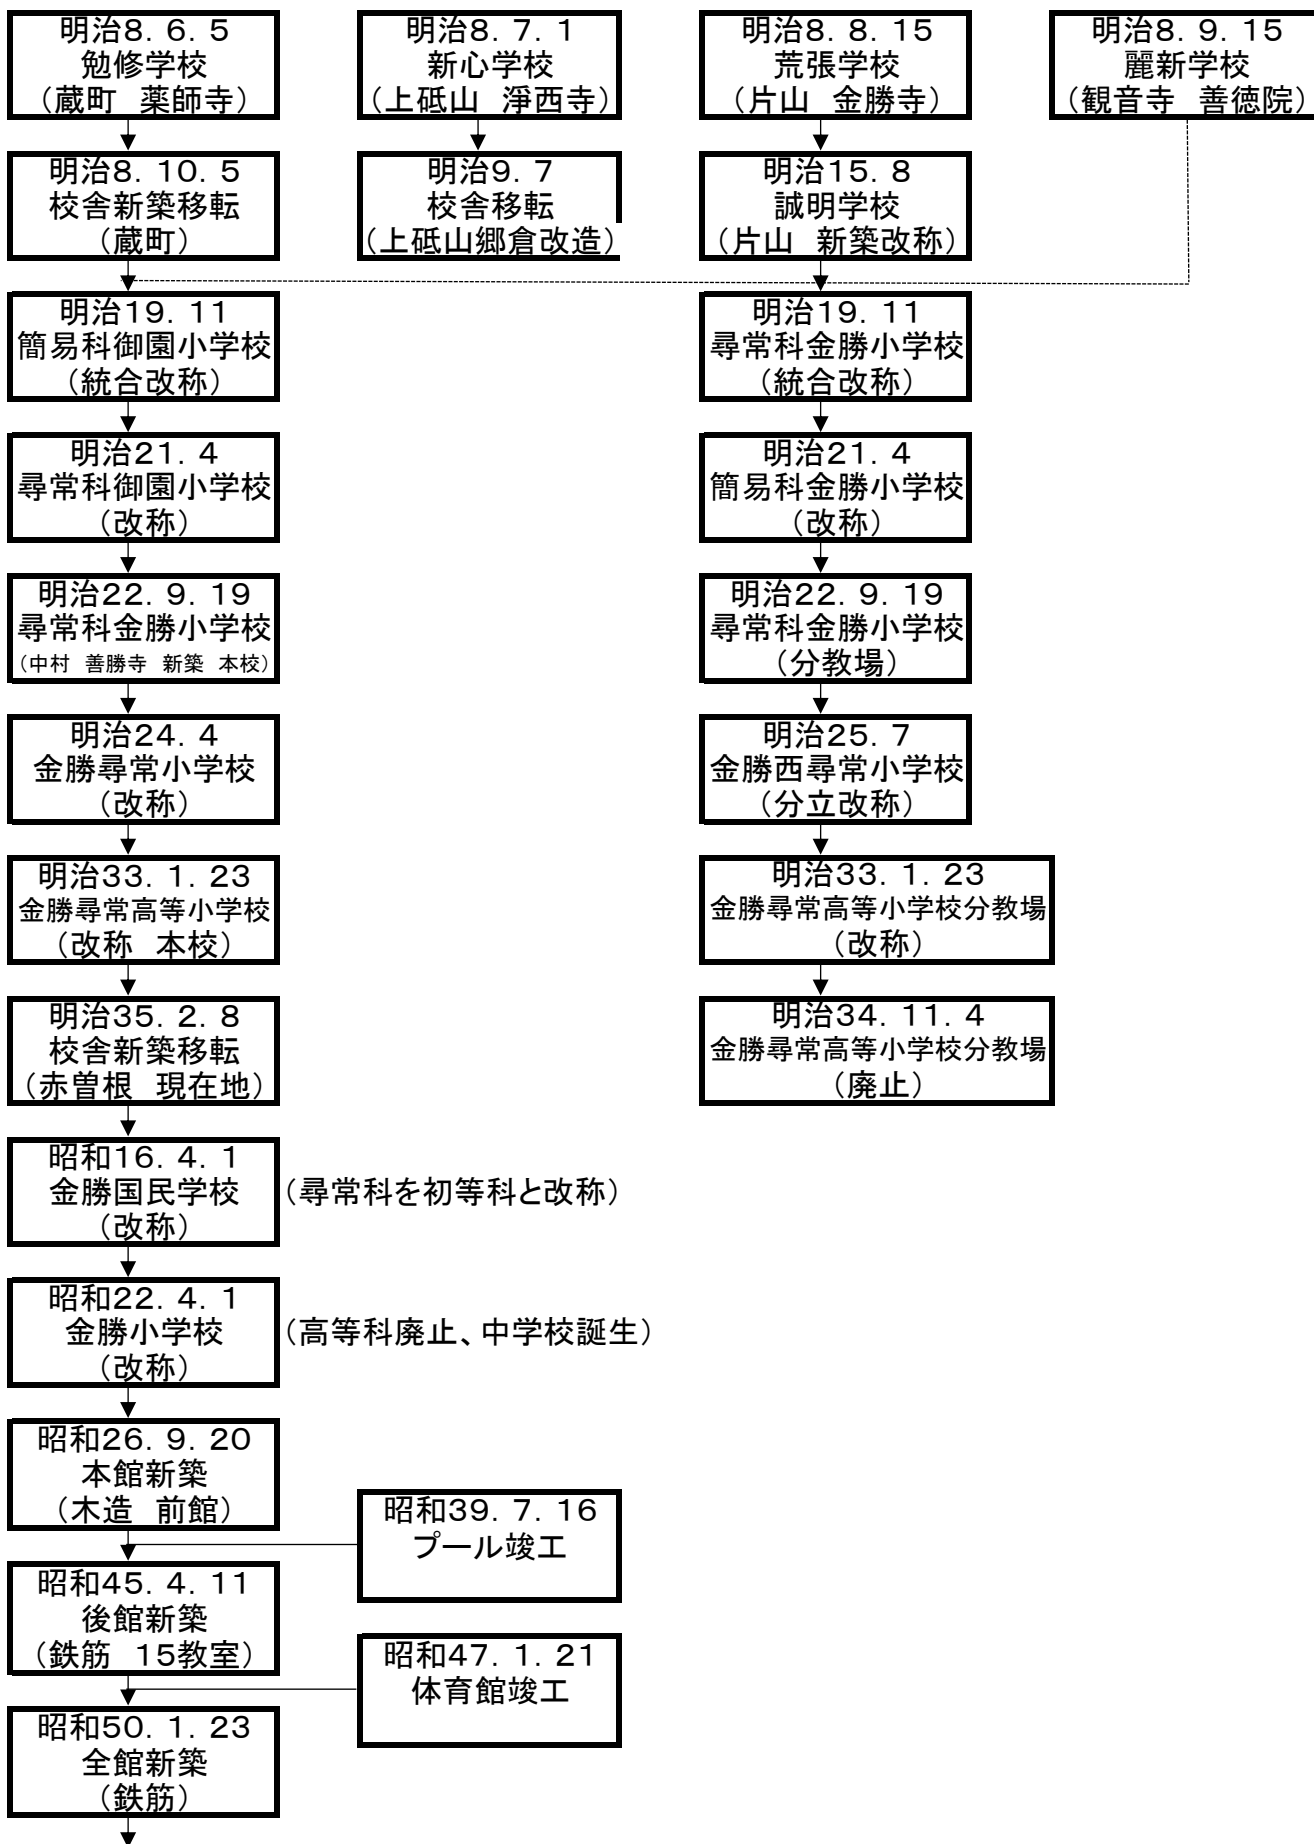 明治8．6．5
勉修学校
（蔵町　薬師寺）
明治8．7．1
新心学校
（上砥山　淨西寺）
明治8．8．15
荒張学校
（片山　金勝寺）
明治8．9．15
麗新学校
（観音寺　善徳院）
明治8．10．5
校舎新築移転
（蔵町）
明治9．7
校舎移転
（上砥山郷倉改造）
明治15．8
誠明学校
（片山　新築改称）
明治19．11
簡易科御園小学校
（統合改称）
明治19．11
尋常科金勝小学校
（統合改称）
明治21．4
尋常科御園小学校
（改称）
明治21．4
簡易科金勝小学校
（改称）
明治22．9．19
尋常科金勝小学校
（中村　善勝寺　新築　本校）
明治22．9．19
尋常科金勝小学校
（分教場）
明治24．4
金勝尋常小学校
（改称）
明治25．7
金勝西尋常小学校
（分立改称）
明治33．1．23
金勝尋常高等小学校
（改称　本校）
明治33．1．23
金勝尋常高等小学校分教場
（改称）
明治35．2．8
校舎新築移転
（赤曽根　現在地）
明治34．11．4
金勝尋常高等小学校分教場
（廃止）
昭和16．4．1
金勝国民学校
（改称）
（尋常科を初等科と改称）
昭和22．4．1
金勝小学校
（改称）
（高等科廃止、中学校誕生）
昭和26．9．20
本館新築
（木造　前館）
昭和39．7．16
プール竣工
昭和45．4．11
後館新築
（鉄筋　15教室）
昭和47．1．21
体育館竣工
昭和50．1．23
全館新築
（鉄筋）